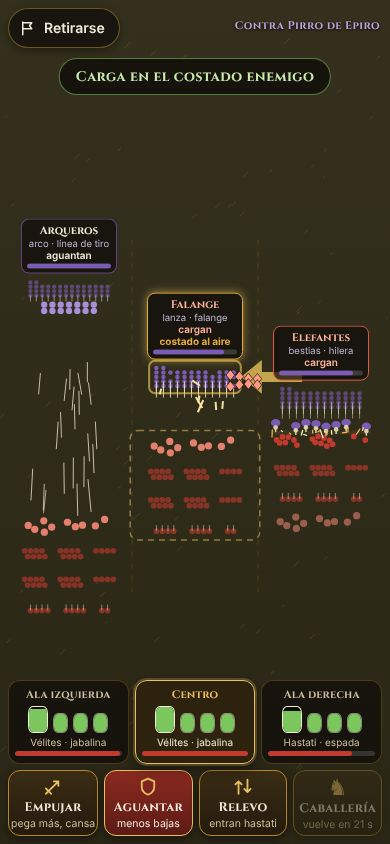 Retirarse
Contra Pirro de Epiro
Carga en el costado enemigo
Arqueros
arco · línea de tiro
aguantan
Falange
lanza · falange
cargan
costado al aire
Elefantes
bestias · hilera
cargan
Ala izquierda
Vélites · jabalina
Centro
Vélites · jabalina
Ala derecha
Hastati · espada
Empujar
pega más, cansa
Aguantar
menos bajas
Relevo
entran hastati
Caballería
vuelve en 21 s